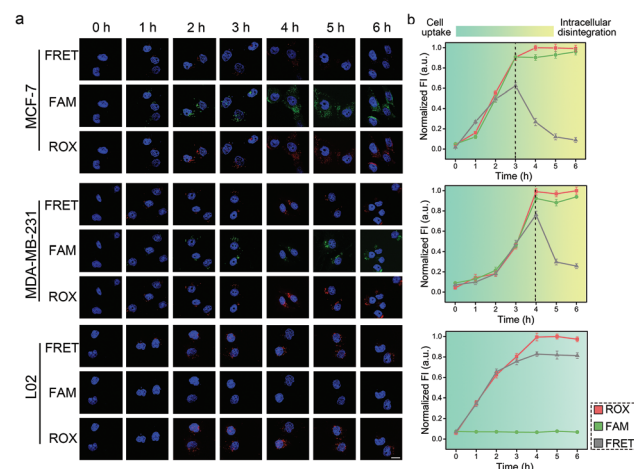 a
0 h 1 h 2 h 3 h 4 h 5 h 6 h
MCF-7
FRET
FAM
ROX
MDA-MB-231
FRET
FAM
ROX
L02
FRET
FAM
ROX
b
Cell uptake
Intracellular disintegration
Normalized FI (a.u.)
1.0
0.8
0.6
0.4
0.2
0.0
0 1 2 3 4 5 6
Time (h)
Normalized FI (a.u.)
1.0
0.8
0.6
0.4
0.2
0.0
0 1 2 3 4 5 6
Time (h)
Normalized FI (a.u.)
1.0
0.8
0.6
0.4
0.2
0.0
0 1 2 3 4 5 6
Time (h)
ROX
FAM
FRET